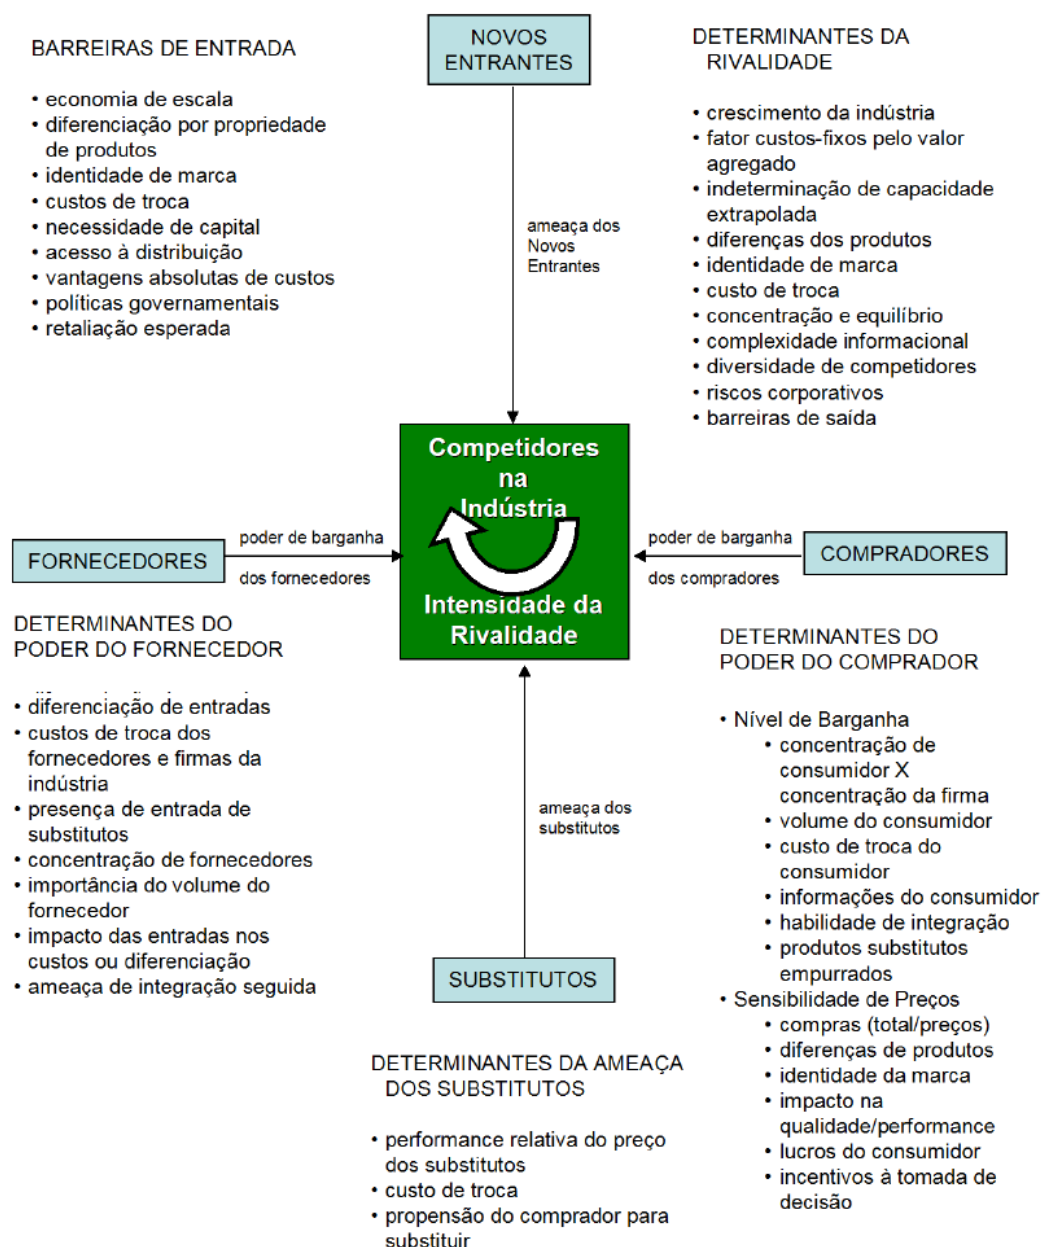 BARREIRAS DE ENTRADA
• economia de escala
• diferenciação por propriedade
de produtos
• identidade de marca
• custos de troca
• necessidade de capital
• acesso à distribuição
• vantagens absolutas de custos
• políticas governamentais
• retaliação esperada
NOVOS
ENTRANTES
ameaça dos
Novos
Entrantes
DETERMINANTES DA
RIVALIDADE
• crescimento da indústria
• fator custos-fixos pelo valor
agregado
• indeterminação de capacidade
extrapolada
• diferenças dos produtos
• identidade de marca
• custo de troca
• concentração e equilíbrio
• complexidade informacional
• diversidade de competidores
• riscos corporativos
• barreiras de saída
Competidores
na
Indústria
Intensidade da
Rivalidade
FORNECEDORES
poder de barganha
dos fornecedores
poder de barganha
dos compradores
COMPRADORES
DETERMINANTES DO
PODER DO FORNECEDOR
• diferenciação de entradas
• custos de troca dos
fornecedores e firmas da
indústria
• presença de entrada de
substitutos
• concentração de fornecedores
• importância do volume do
fornecedor
• impacto das entradas nos
custos ou diferenciação
• ameaça de integração seguida
ameaça dos
substitutos
SUBSTITUTOS
DETERMINANTES DA AMEAÇA
DOS SUBSTITUTOS
• performance relativa do preço
dos substitutos
• custo de troca
• propensão do comprador para
substituir
DETERMINANTES DO
PODER DO COMPRADOR
• Nível de Barganha
• concentração de
consumidor X
concentração da firma
• volume do consumidor
• custo de troca do
consumidor
• informações do consumidor
• habilidade de integração
• produtos substitutos
empurrados
• Sensibilidade de Preços
• compras (total/preços)
• diferenças de produtos
• identidade da marca
• impacto na
qualidade/performance
• lucros do consumidor
• incentivos à tomada de
decisão